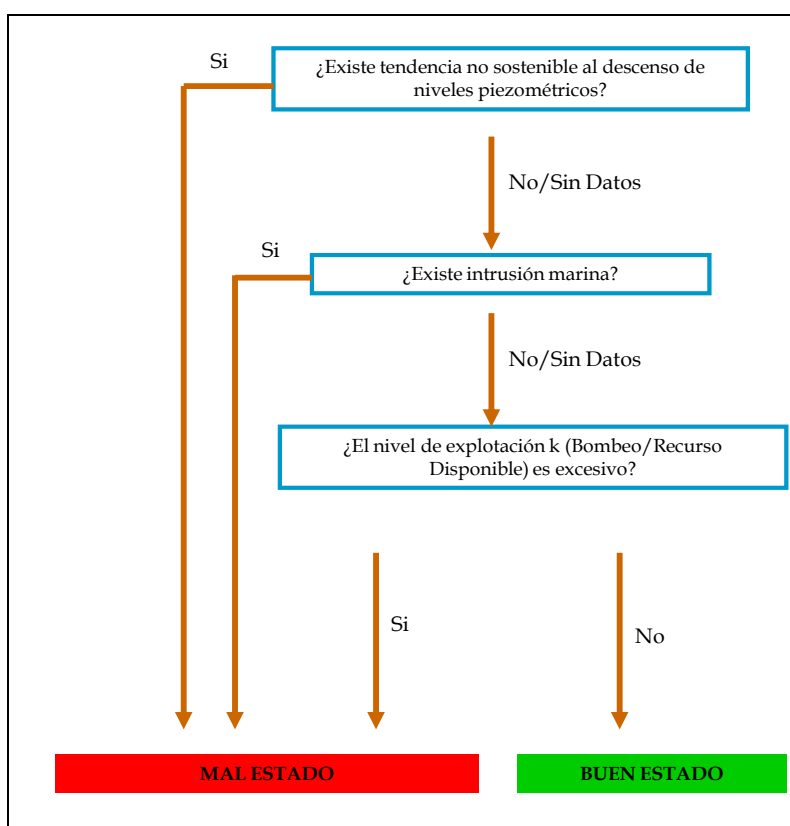 Si
¿Existe tendencia no sostenible al descenso de
niveles piezométricos?
No/Sin Datos
Si
¿Existe intrusión marina?
No/Sin Datos
¿El nivel de explotación k (Bombeo/Recurso
Disponible) es excesivo?
Si
No
MAL ESTADO
BUEN ESTADO